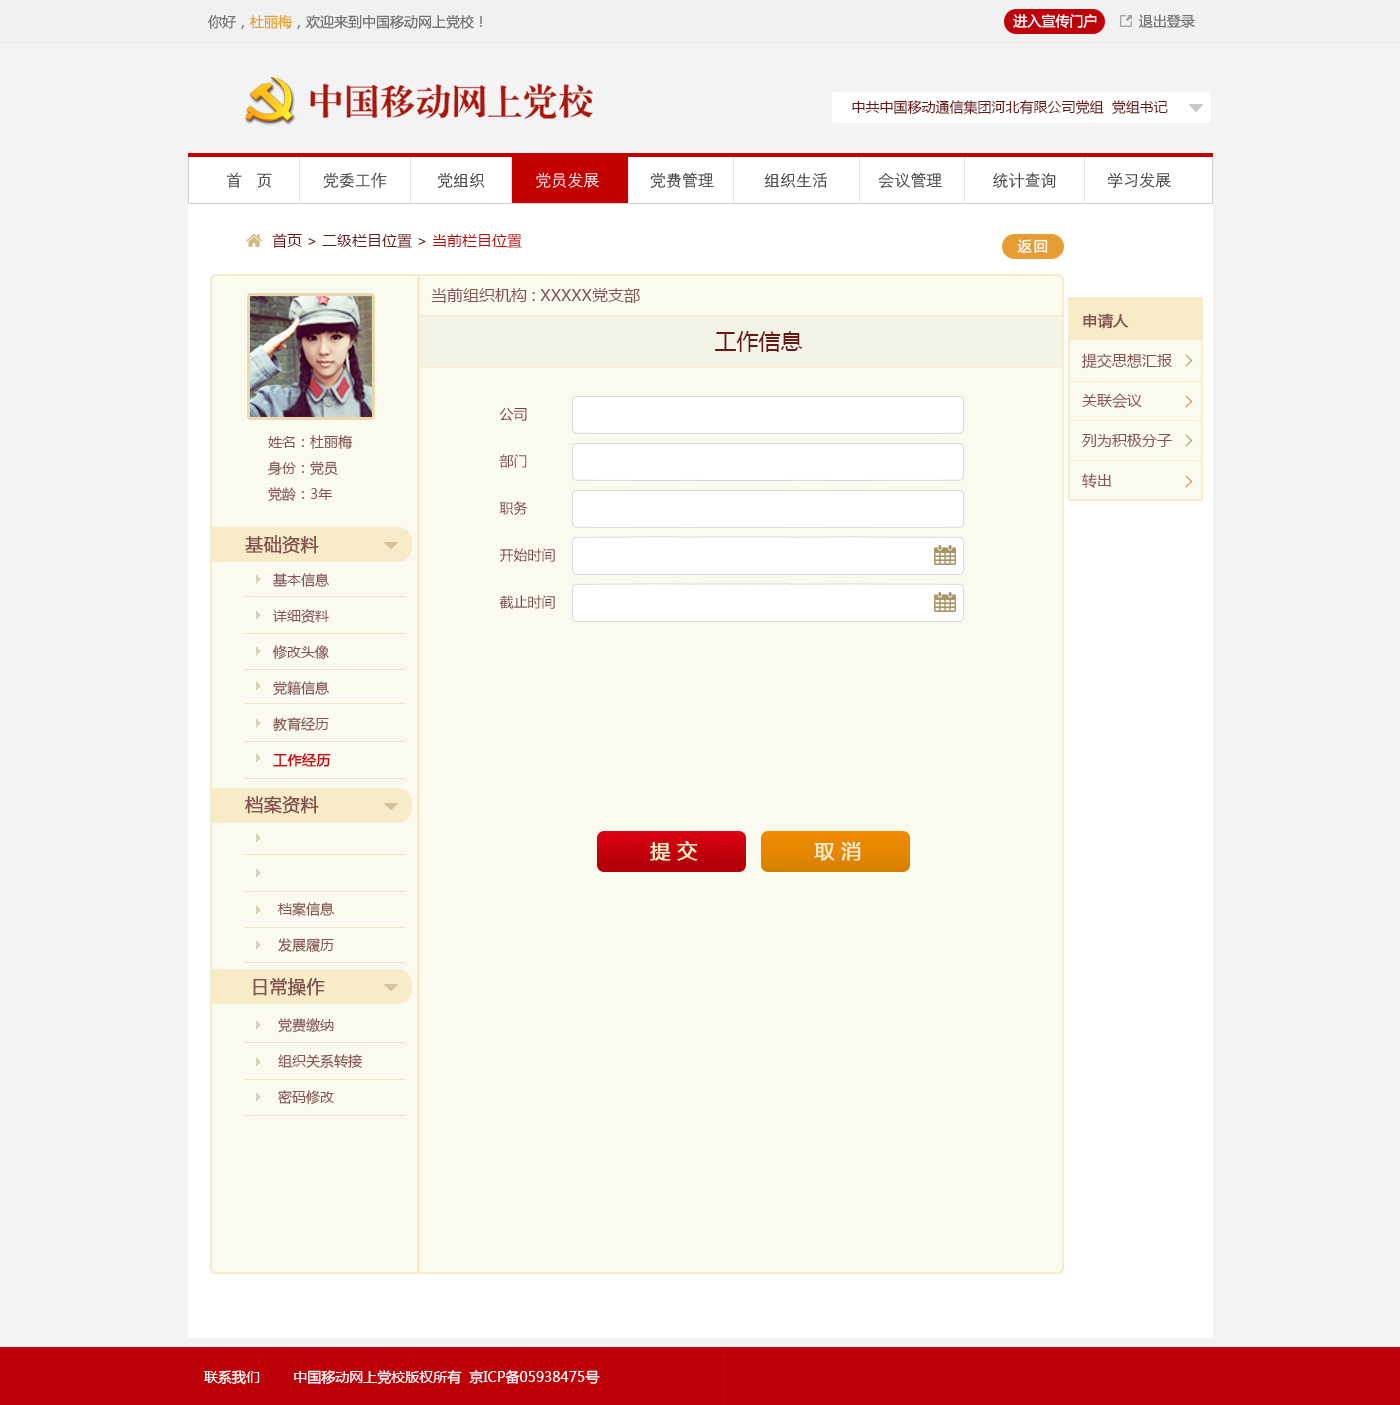 你好，杜丽梅，欢迎来到中国移动网上党校！
进入宣传门户 退出登录
中国移动网上党校
中共中国移动通信集团河北有限公司党组 党组书记
首 页 党委工作 党组织 党员发展 党费管理 组织生活 会议管理 统计查询 学习发展
首页 > 二级栏目位置 > 当前栏目位置
返回
当前组织机构：XXXXX党支部
工作信息
姓名：杜丽梅
身份：党员
党龄：3年
基础资料
基本信息
详细资料
修改头像
党籍信息
教育经历
工作经历
档案资料
档案信息
发展履历
日常操作
党费缴纳
组织关系转接
密码修改
公司
部门
职务
开始时间
截止时间
提交 取消
申请人
提交思想汇报
关联会议
列为积极分子
转出
联系我们 中国移动网上党校版权所有 京ICP备05938475号